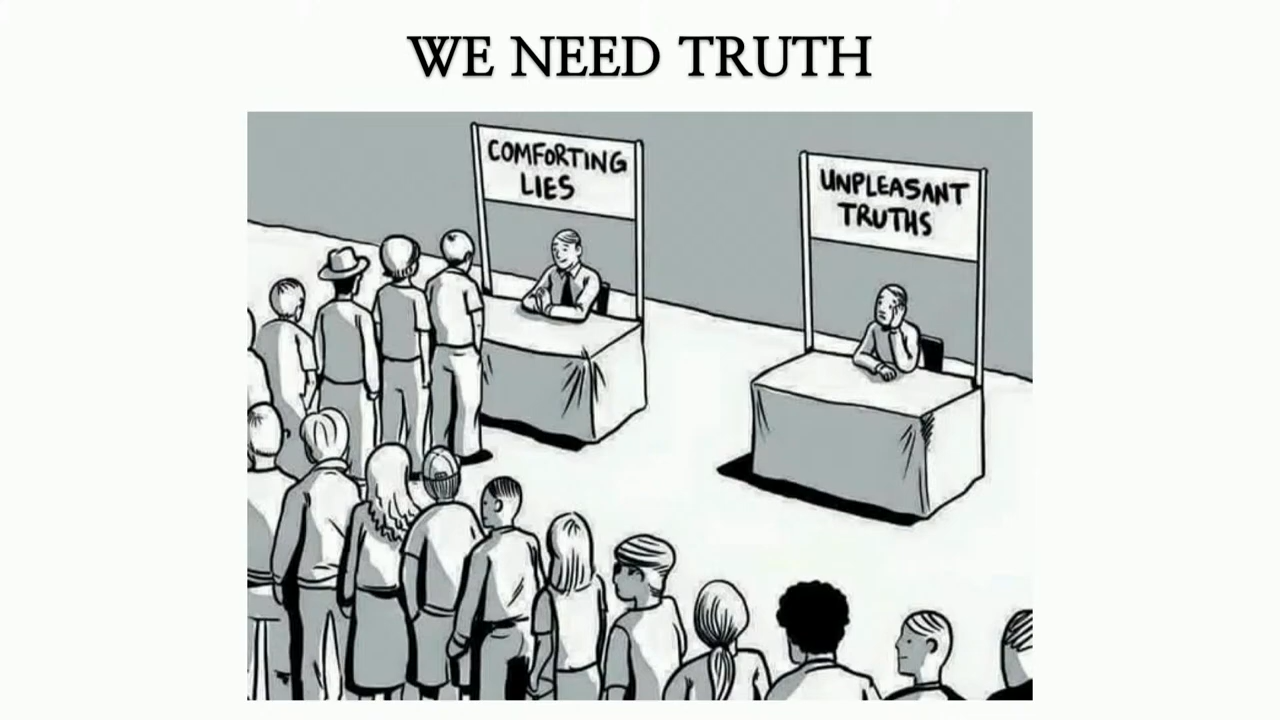 WE NEED TRUTH
COMFORTING
LIES
UNPLEASANT
TRUTHS